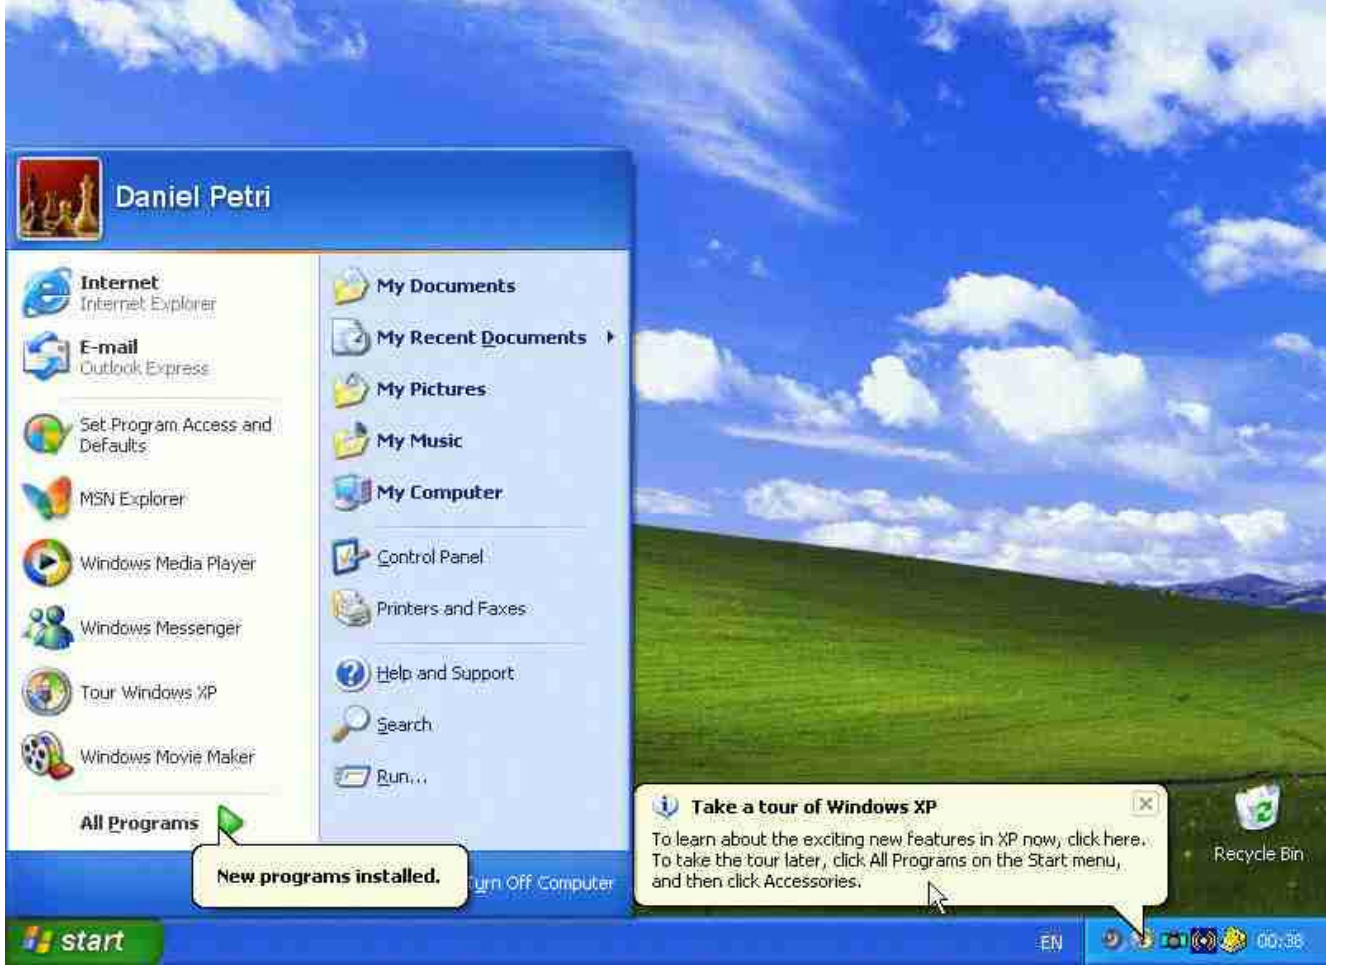 Daniel Petri
Internet
Internet Explorer
E-mail
Outlook Express
Set Program Access and
Defaults
MSN Explorer
Windows Media Player
Windows Messenger
Tour Windows XP
Windows Movie Maker
All Programs
My Documents
My Recent Documents
My Pictures
My Music
My Computer
Control Panel
Printers and Faxes
Help and Support
Search
Run...
New programs installed.
Turn Off Computer
Take a tour of Windows XP
To learn about the exciting new features in XP now, click here.
To take the tour later, click All Programs on the Start menu,
and then click Accessories.
Recycle Bin
start
EN
00:38